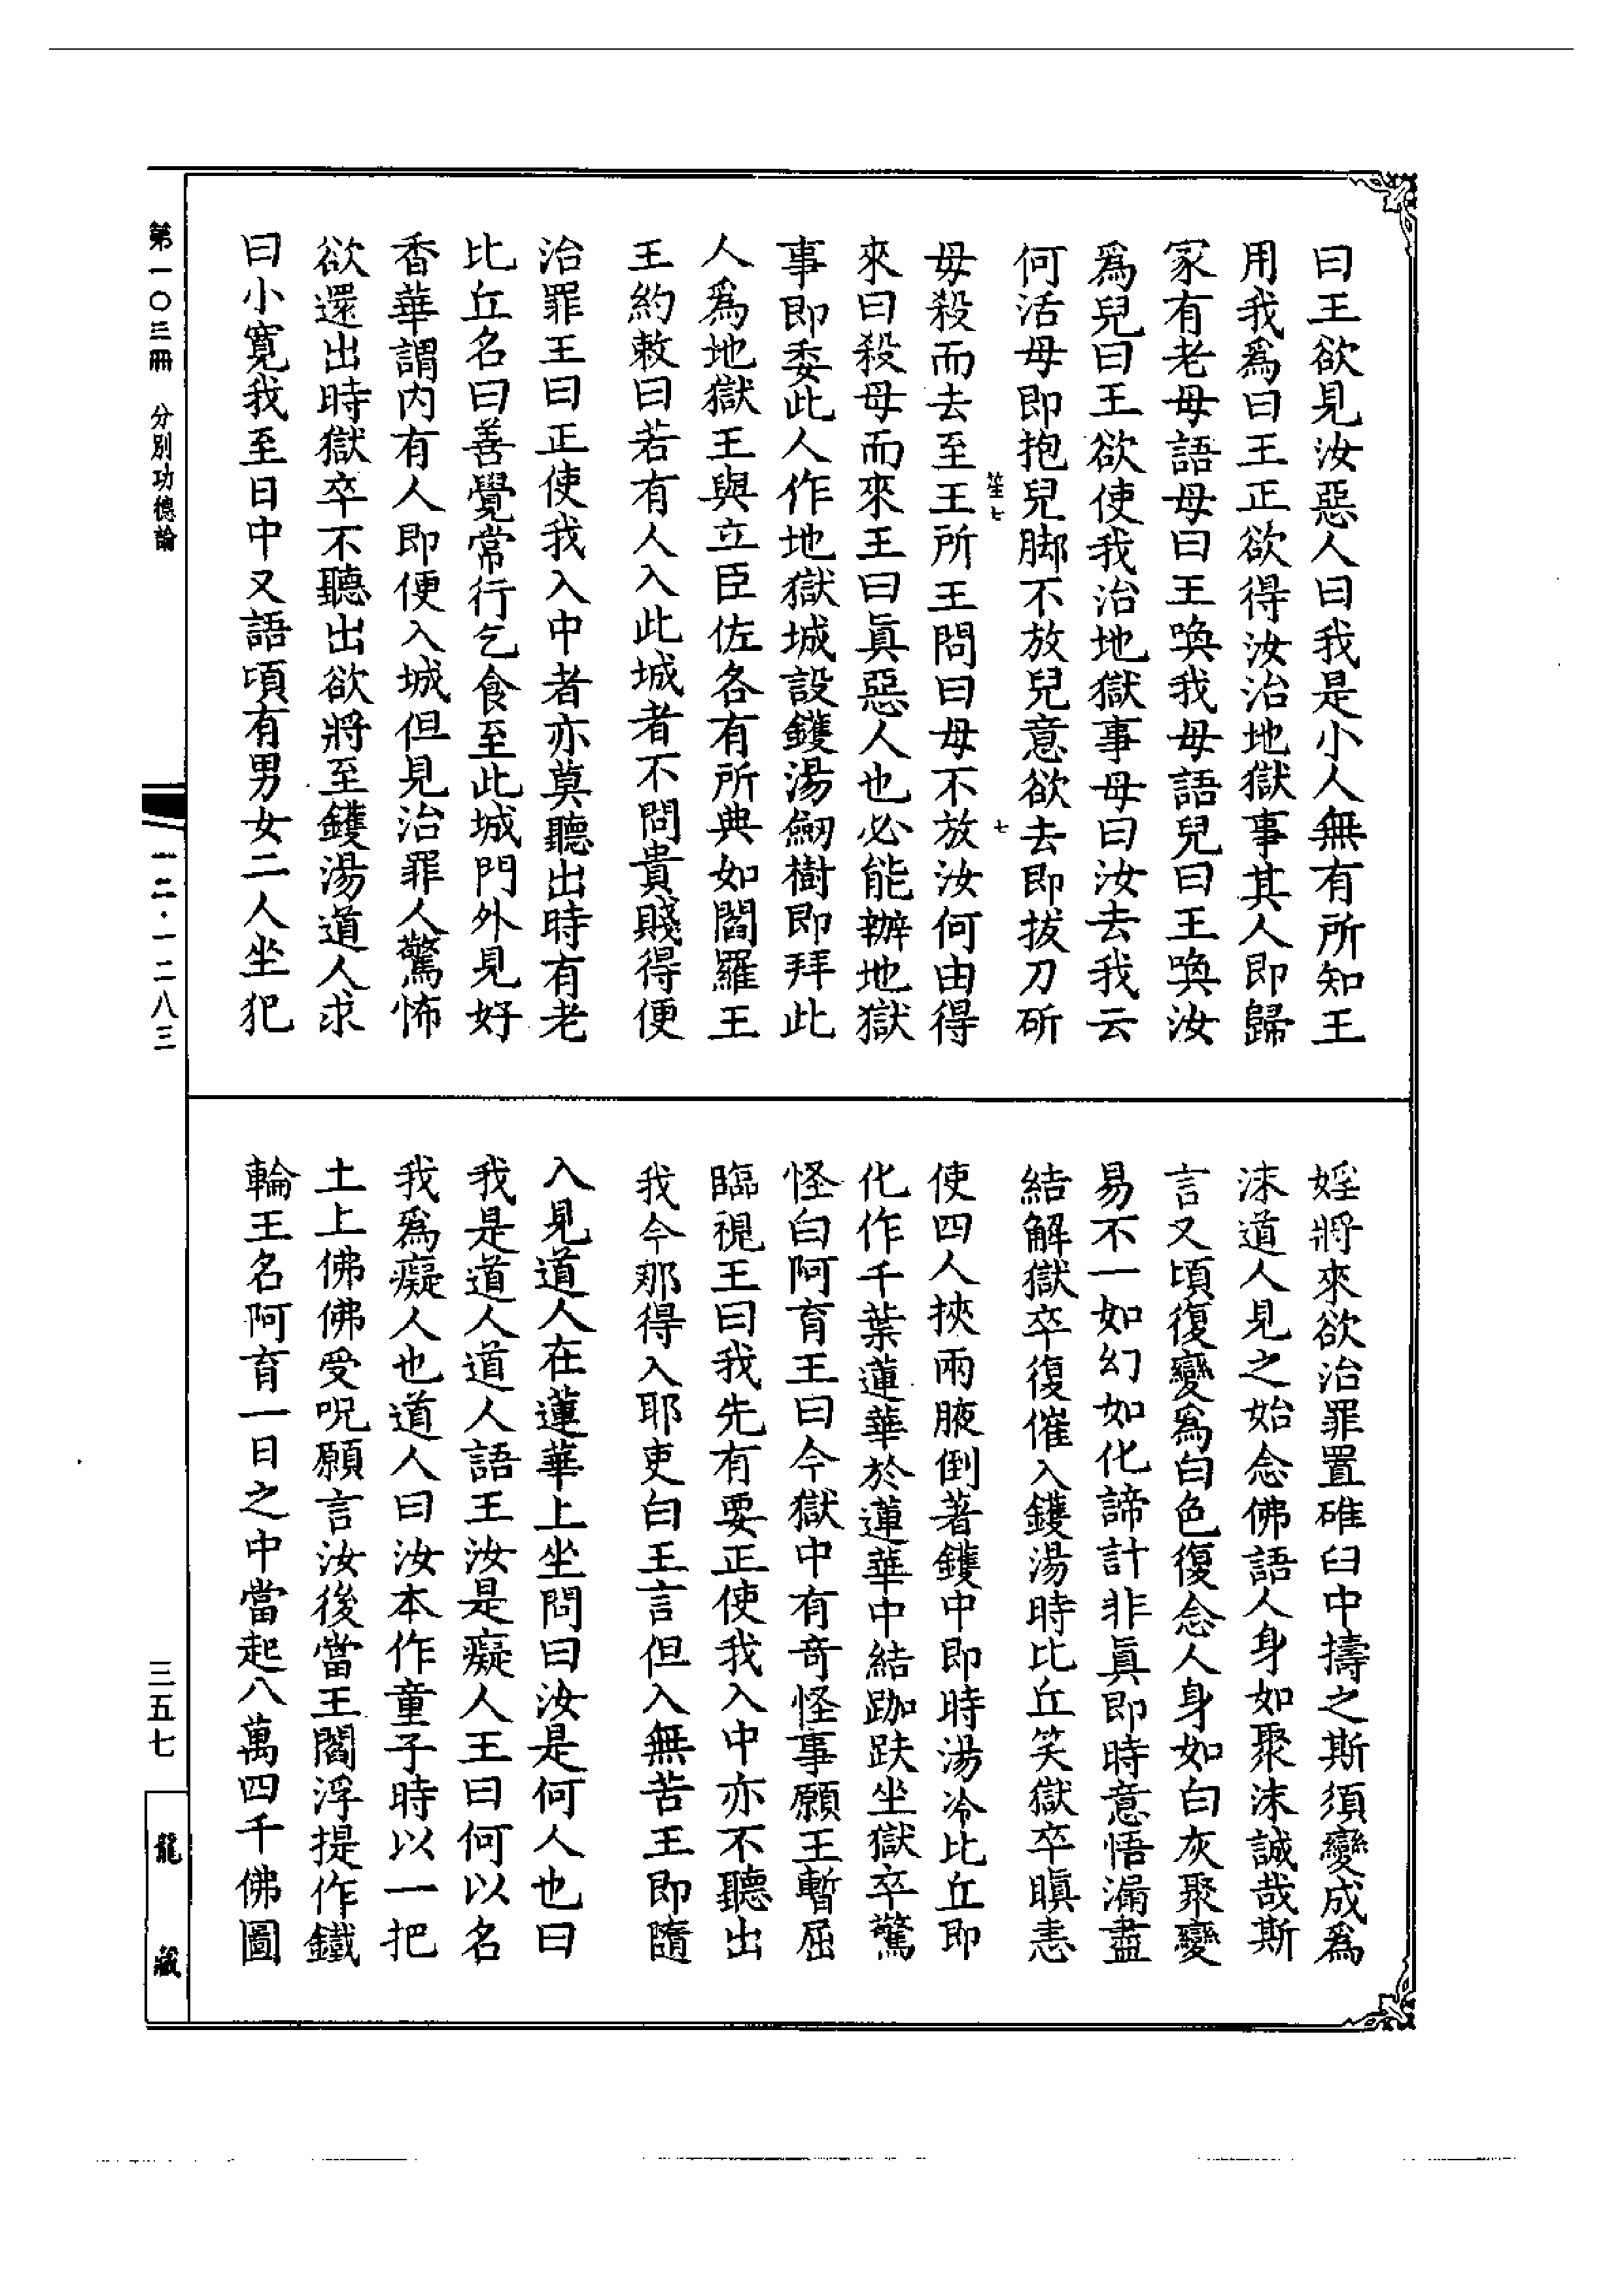 曰王欲見汝惡人曰我是小人無有所知王
用我爲曰王正欲得汝治地獄事其人即歸
家有老母語母曰王喚我母語兒曰王喚汝
爲兒曰王欲使我治地獄事母曰汝去我云
何活母即抱兒脚不放兒意欲去即拔刀斫
笙七
七
母殺而去至王所王問曰母不放汝何由得
來曰殺母而來王曰眞惡人也必能辦地獄
事即委此人作地獄城設鑊湯劒樹即拜此
人爲地獄王與立臣佐各有所典如閻羅王
王約敕曰若有人入此城者不問貴賤得便
治罪王曰正使我入中者亦莫聽出時有老
比丘名曰善覺常行乞食至此城門外見好
香華謂内有人即便入城但見治罪人驚怖
欲還出時獄卒不聽出欲將至鑊湯道人求
曰小寬我至日中又語頃有男女二人坐犯
婬將來欲治罪置碓臼中擣之斯須變成爲
沫道人見之始念佛語人身如聚沫誠哉斯
言又頃復變爲白色復念人身如白灰聚變
易不一如幻如化諦計非眞即時意悟漏盡
結解獄卒復催入鑊湯時比丘笑獄卒瞋恚
使四人挾兩腋倒著鑊中即時湯冷比丘即
化作千葉蓮華於蓮華中結跏趺坐獄卒驚
怪白阿育王曰今獄中有奇怪事願王暫屈
臨視王曰我先有要正使我入中亦不聽出
我今那得入耶吏白王言但入無苦王即隨
入見道人在蓮華上坐問曰汝是何人也曰
我是道人道人語王汝是癡人王曰何以名
我爲癡人也道人曰汝本作童子時以一把
土上佛佛受呪願言汝後當王閻浮提作鐵
輪王名阿育一日之中當起八萬四千佛圖
第一〇三冊 分別功德論
一二·一二八三
三五七
龍藏